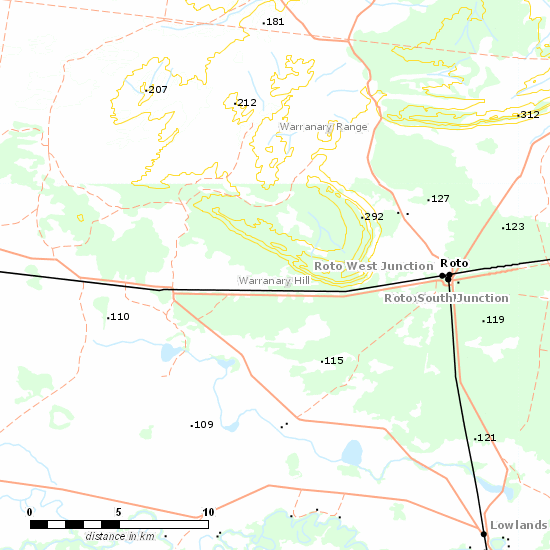 181
207
212
312
Warranary Range
127
292
123
Roto West Junction
Roto
Warranary Hill
Roto South Junction
110
119
115
109
121
0
5
10
distance in km
Lowlands